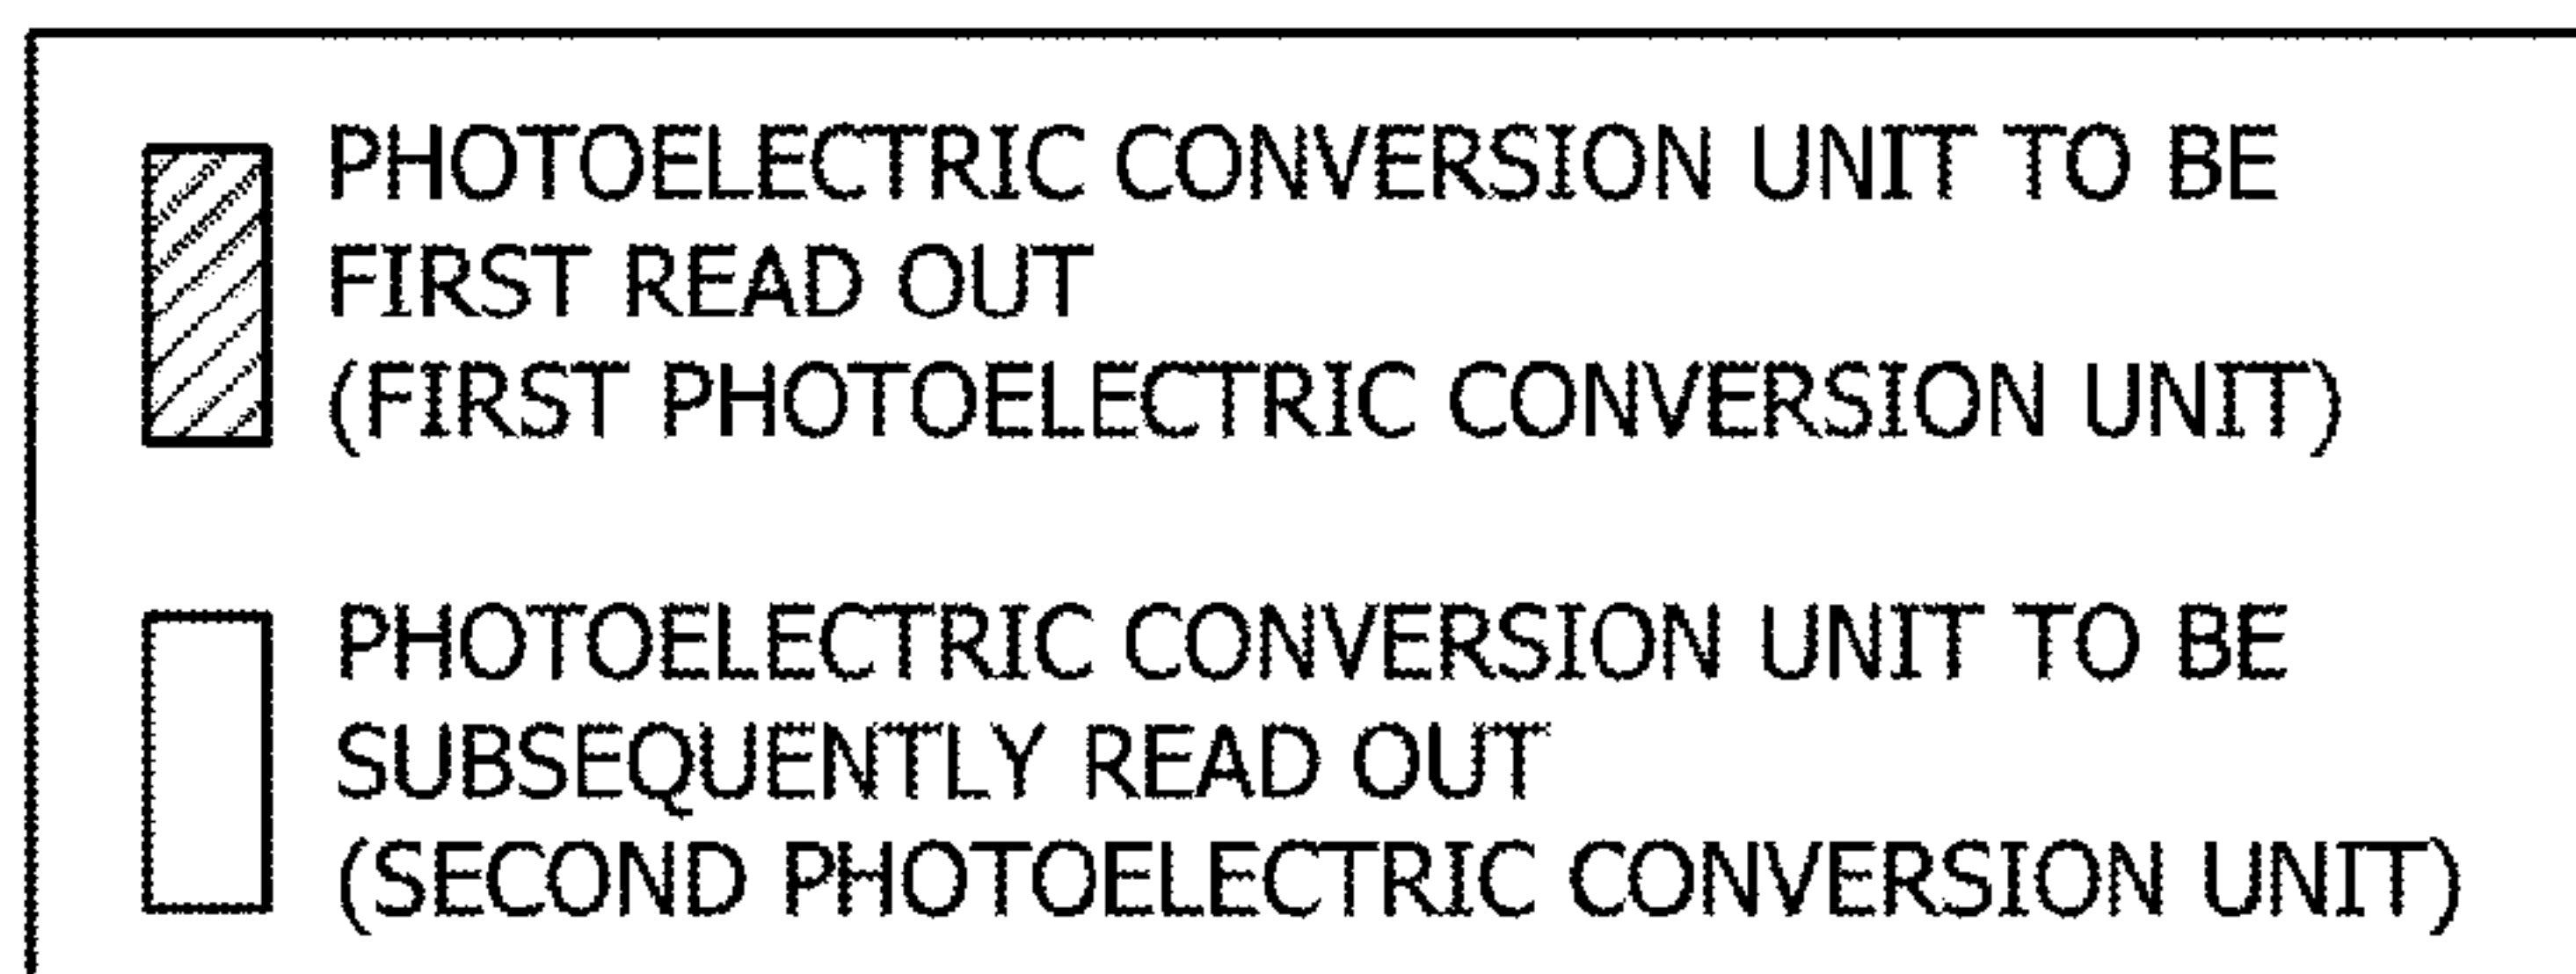 PHOTOELECTRIC CONVERSION UNIT TO BE
FIRST READ OUT
(FIRST PHOTOELECTRIC CONVERSION UNIT)
PHOTOELECTRIC CONVERSION UNIT TO BE
SUBSEQUENTLY READ OUT
(SECOND PHOTOELECTRIC CONVERSION UNIT)